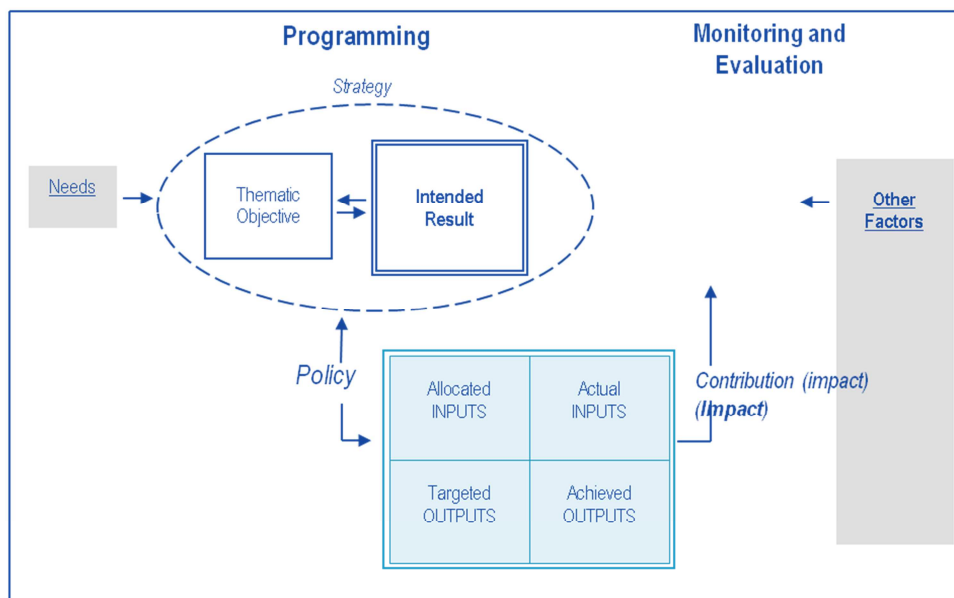 Programming
Monitoring and
Evaluation
Strategy
Needs
Thematic
Objective
Intended
Result
Other
Factors
Policy
Allocated
INPUTS
Actual
INPUTS
Contribution (impact)
(Impact)
Targeted
OUTPUTS
Achieved
OUTPUTS